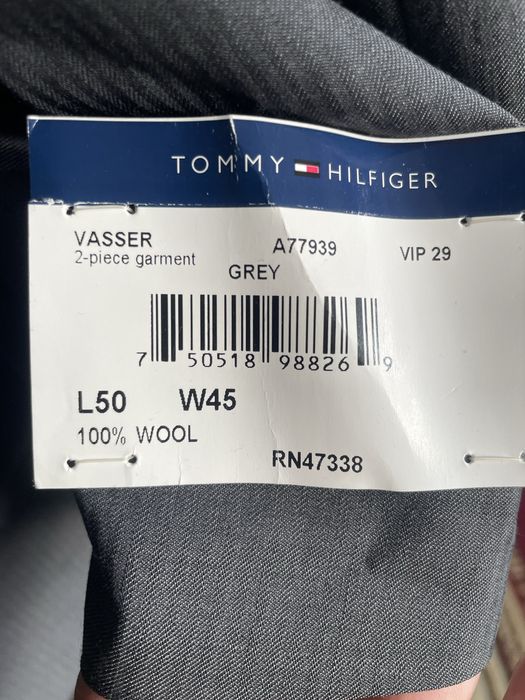 TOMMY HILFIGER
VASSER A77939 VIP 29
2-piece garment
GREY
7 50518 98826 9
L50 W45
100% WOOL
RN47338